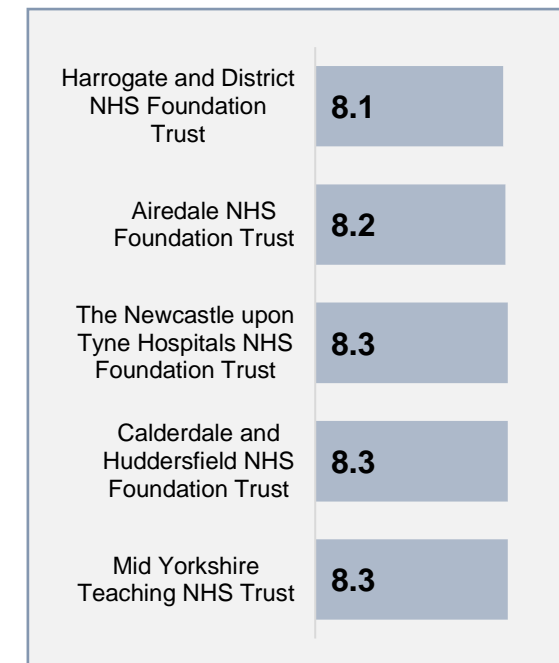 Harrogate and District
NHS Foundation
Trust
8.1
Airedale NHS
Foundation Trust
8.2
The Newcastle upon
Tyne Hospitals NHS
Foundation Trust
8.3
Calderdale and
Huddersfield NHS
Foundation Trust
8.3
Mid Yorkshire
Teaching NHS Trust
8.3